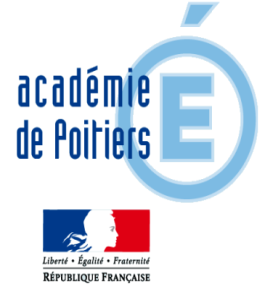 académie
de Poitiers
É
Liberté • Égalité • Fraternité
RÉPUBLIQUE FRANÇAISE